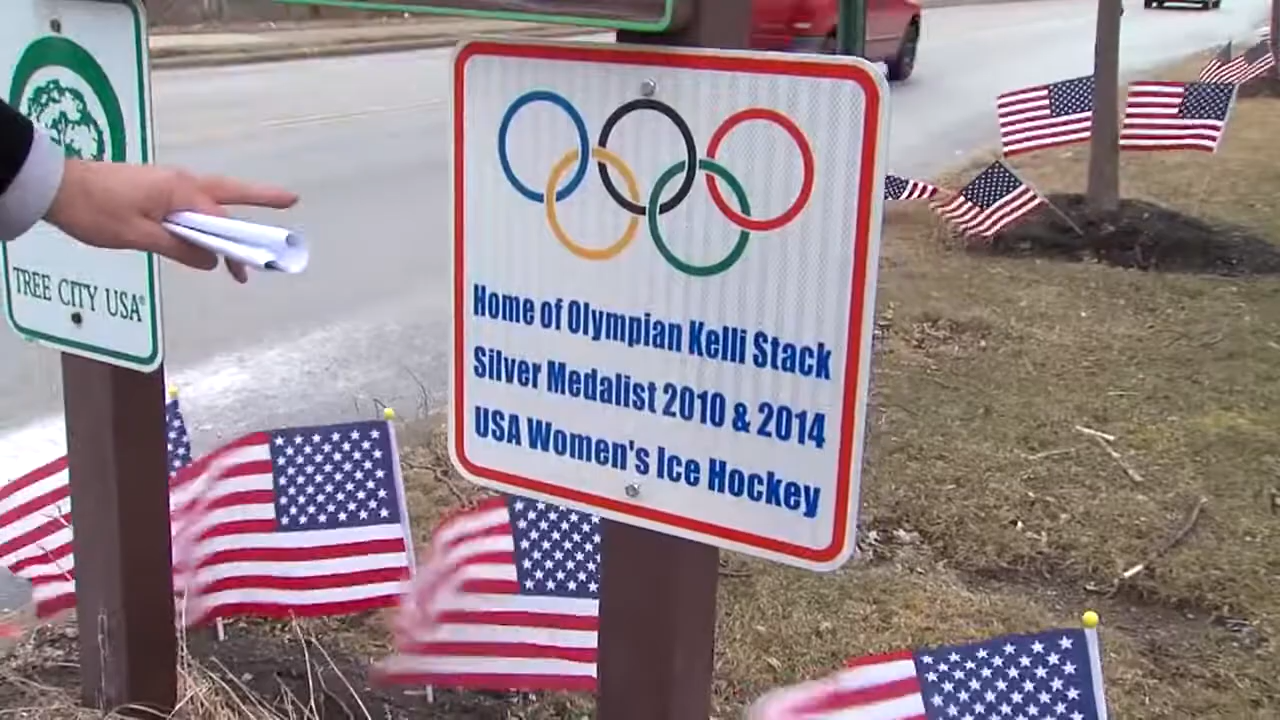 TREE CITY USA®
Home of Olympian Kelli Stack
Silver Medalist 2010 & 2014
USA Women's Ice Hockey